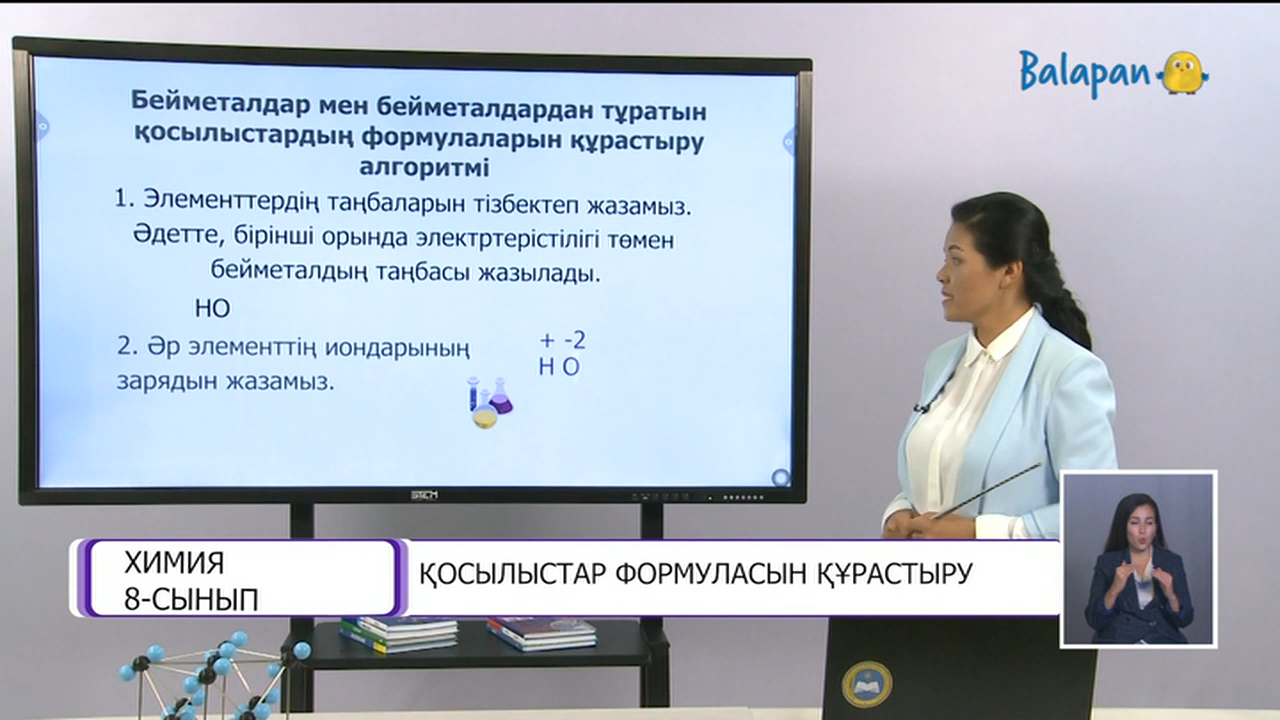 Balapan
Бейметалдар мен бейметалдардан тұратын
қосылыстардың формулаларын құрастыру
алгоритмі
1. Элементтердің таңбаларын тізбектеп жазамыз.
Әдетте, бірінші орында электртерістілігі төмен
бейметалдың таңбасы жазылады.
НО
2. Әр элементтің иондарының
зарядын жазамыз.
+ -2
Н О
ХИМИЯ
8-СЫНЫП
ҚОСЫЛЫСТАР ФОРМУЛАСЫН ҚҰРАСТЫРУ